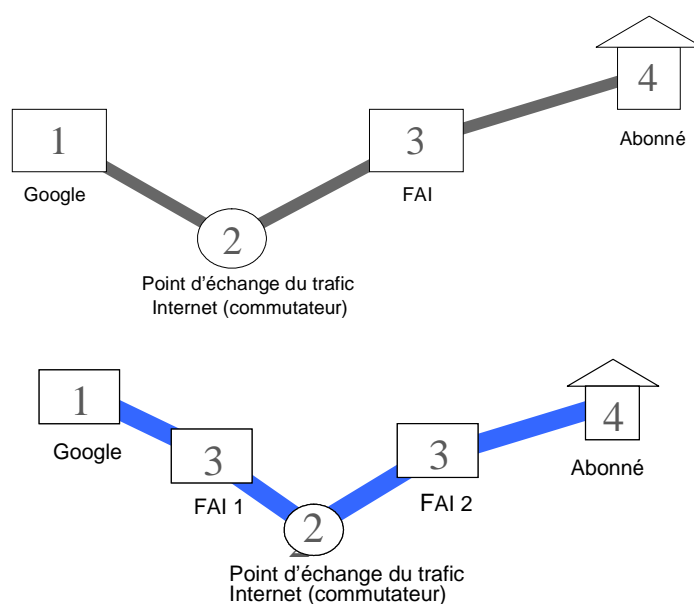 4
Abonné
1
Google
3
FAI
2
Point d'échange du trafic
Internet (commutateur)
1
Google
3
FAI 1
3
FAI 2
4
Abonné
2
Point d'échange du trafic
Internet (commutateur)